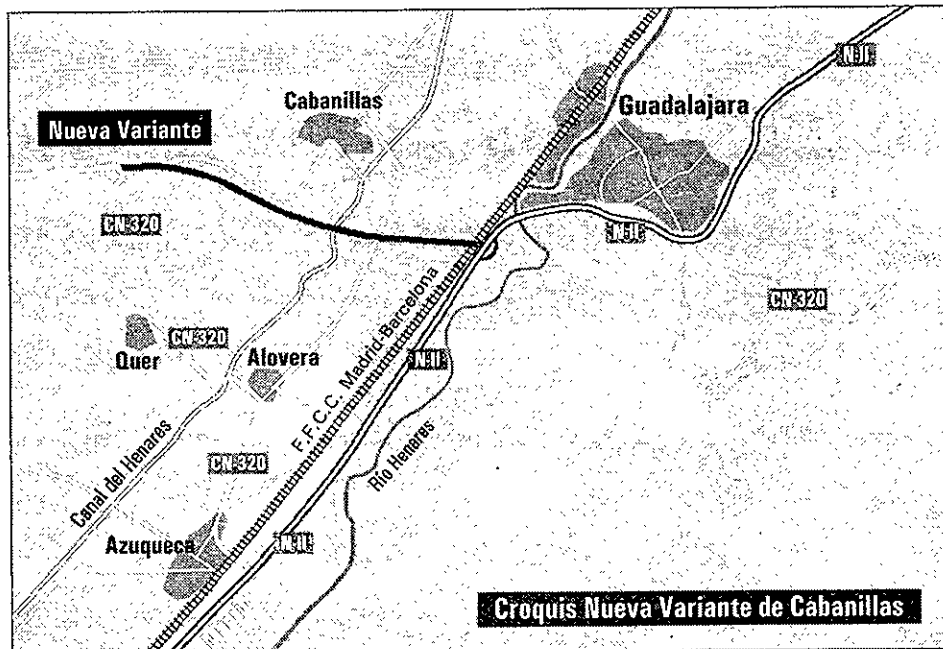 N-II
Cabanillas
Guadalajara
Nueva Variante
CN-320
N-II
CN-320
CN-320
Quer
Alovera
F.F.C.C. Madrid-Barcelona
N-II
Canal del Henares
CN-320
Río Henares
Azuqueca
N-II
Croquis Nueva Variante de Cabanillas